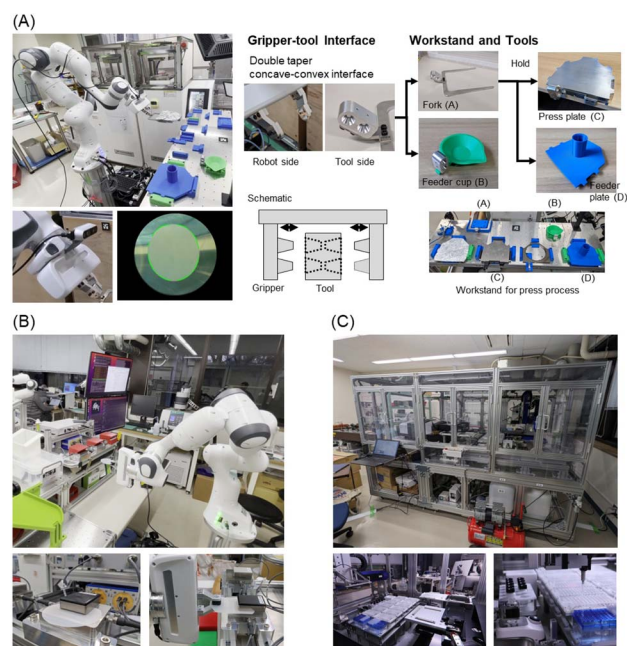 (A)
Gripper-tool Interface
Workstand and Tools
Double taper
concave-convex interface
Hold
Fork (A)
Press plate (C)
Robot side
Tool side
Feeder cup (B)
Feeder
plate (D)
Schematic
Gripper
Tool
(A)
(B)
(C)
(D)
Workstand for press process
(B)
(C)